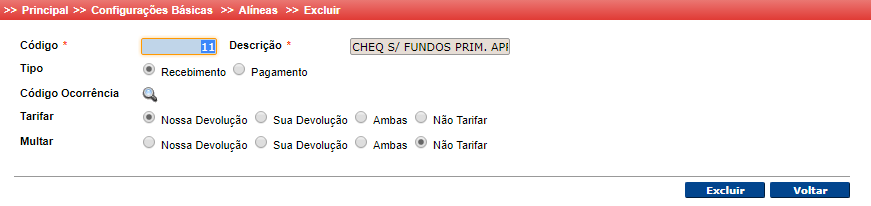 >> Principal >> Configurações Básicas >> Alíneas >> Excluir
Código * 11 Descrição * CHEQ S/ FUNDOS PRIM.
Tipo Recebimento Pagamento
Código Ocorrência
Tarifar Nossa Devolução Sua Devolução Ambas Não Tarifar
Multar Nossa Devolução Sua Devolução Ambas Não Tarifar
Excluir Voltar